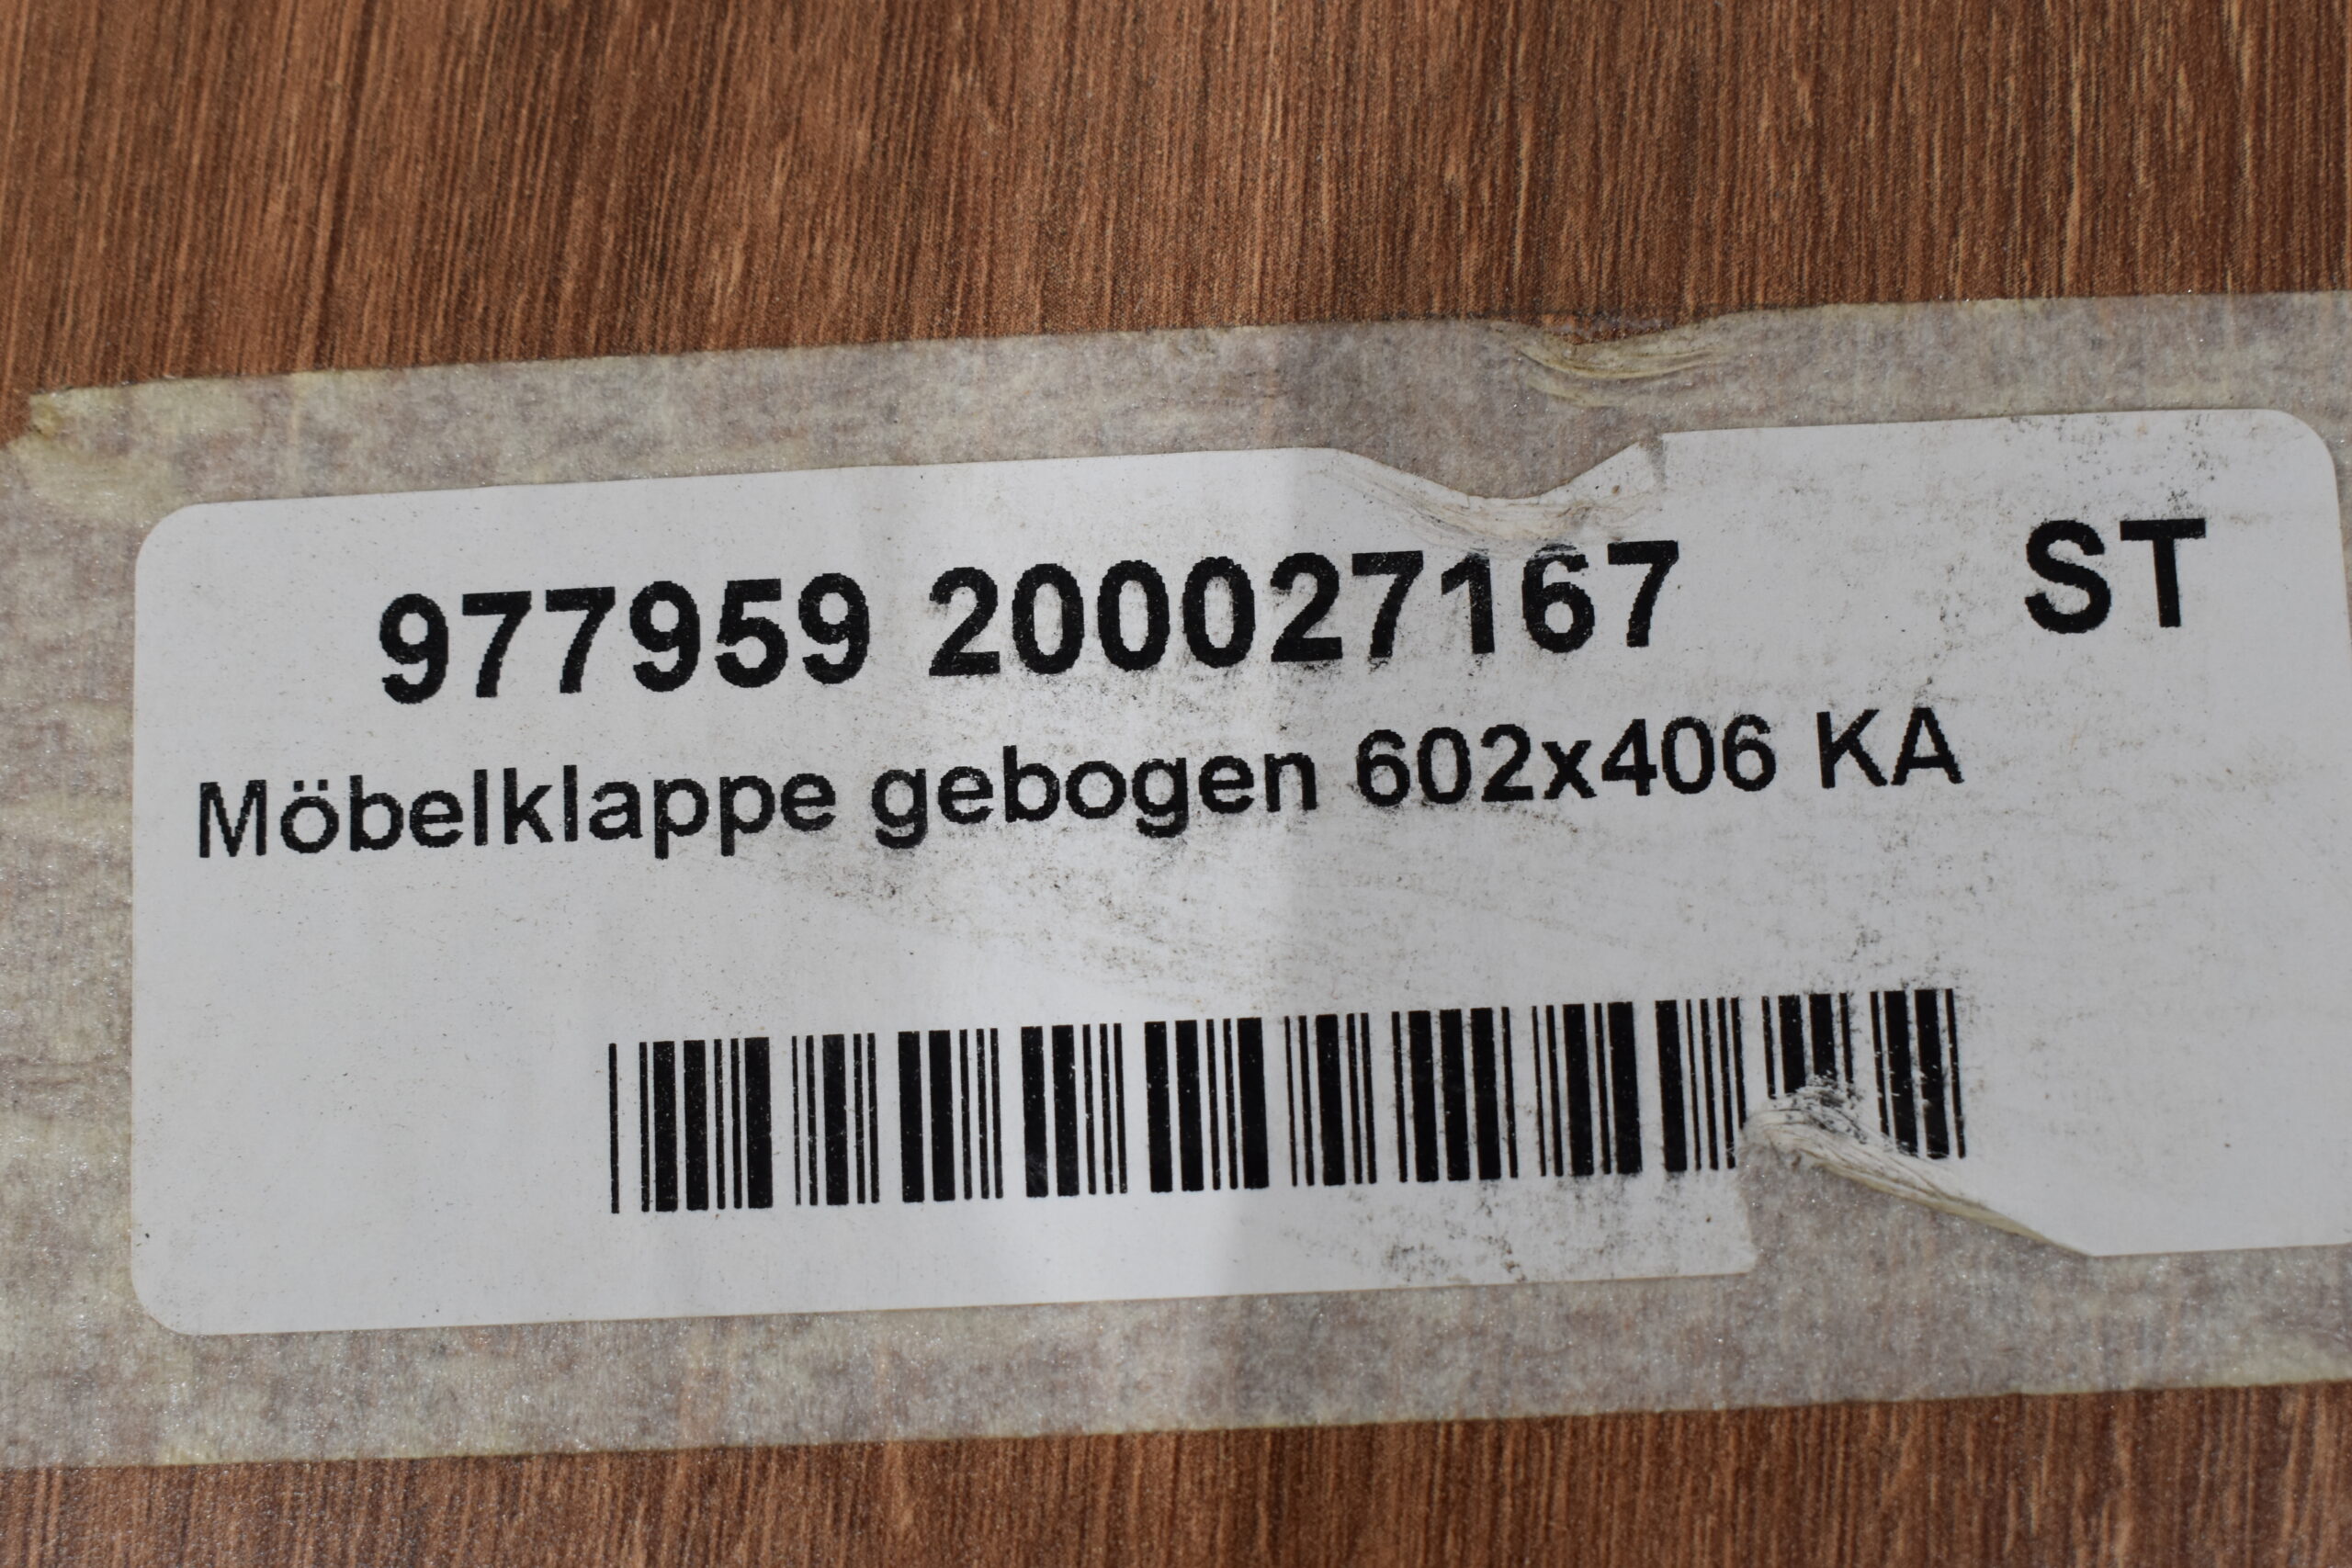 977959 200027167 ST
Möbelklappe gebogen 602x406 KA